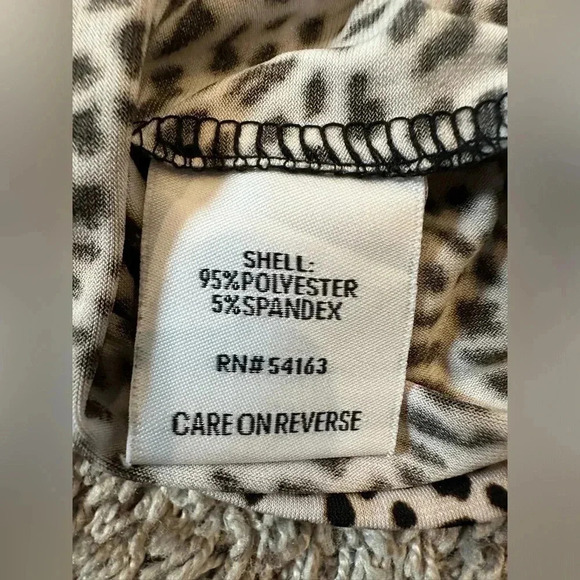 SHELL:
95%POLYESTER
5%SPANDEX
RN# 54163
CARE ON REVERSE